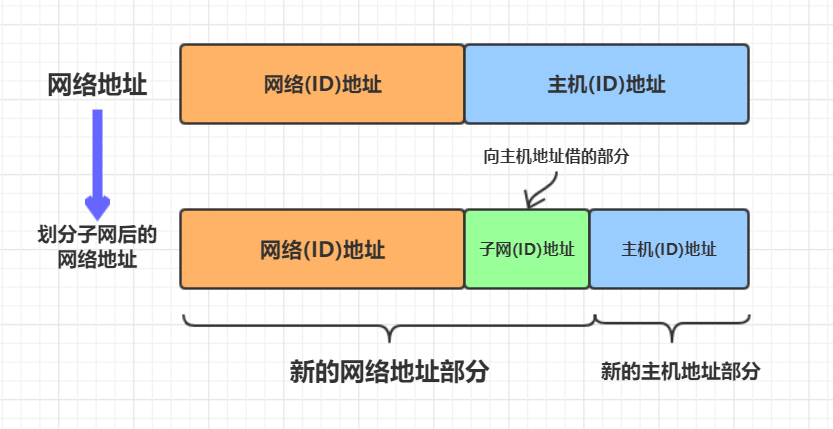 网络地址
网络(ID)地址
主机(ID)地址
向主机地址借的部分
划分子网后的
网络地址
网络(ID)地址
子网(ID)地址
主机(ID)地址
新的网络地址部分
新的主机地址部分